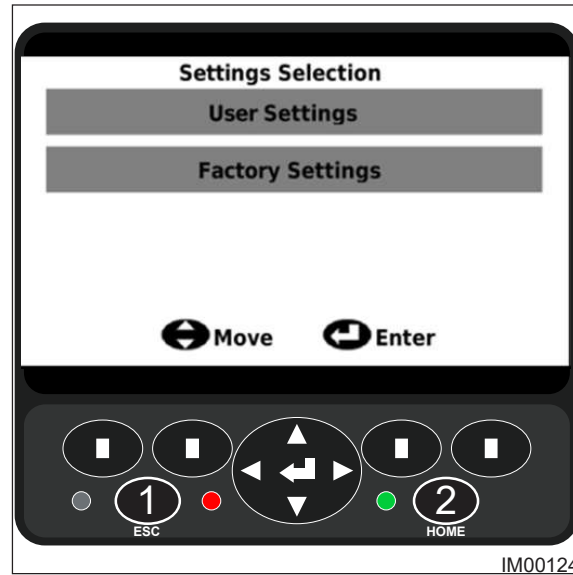 Settings Selection
User Settings
Factory Settings
Move Enter
1 2
ESC HOME
IM00124